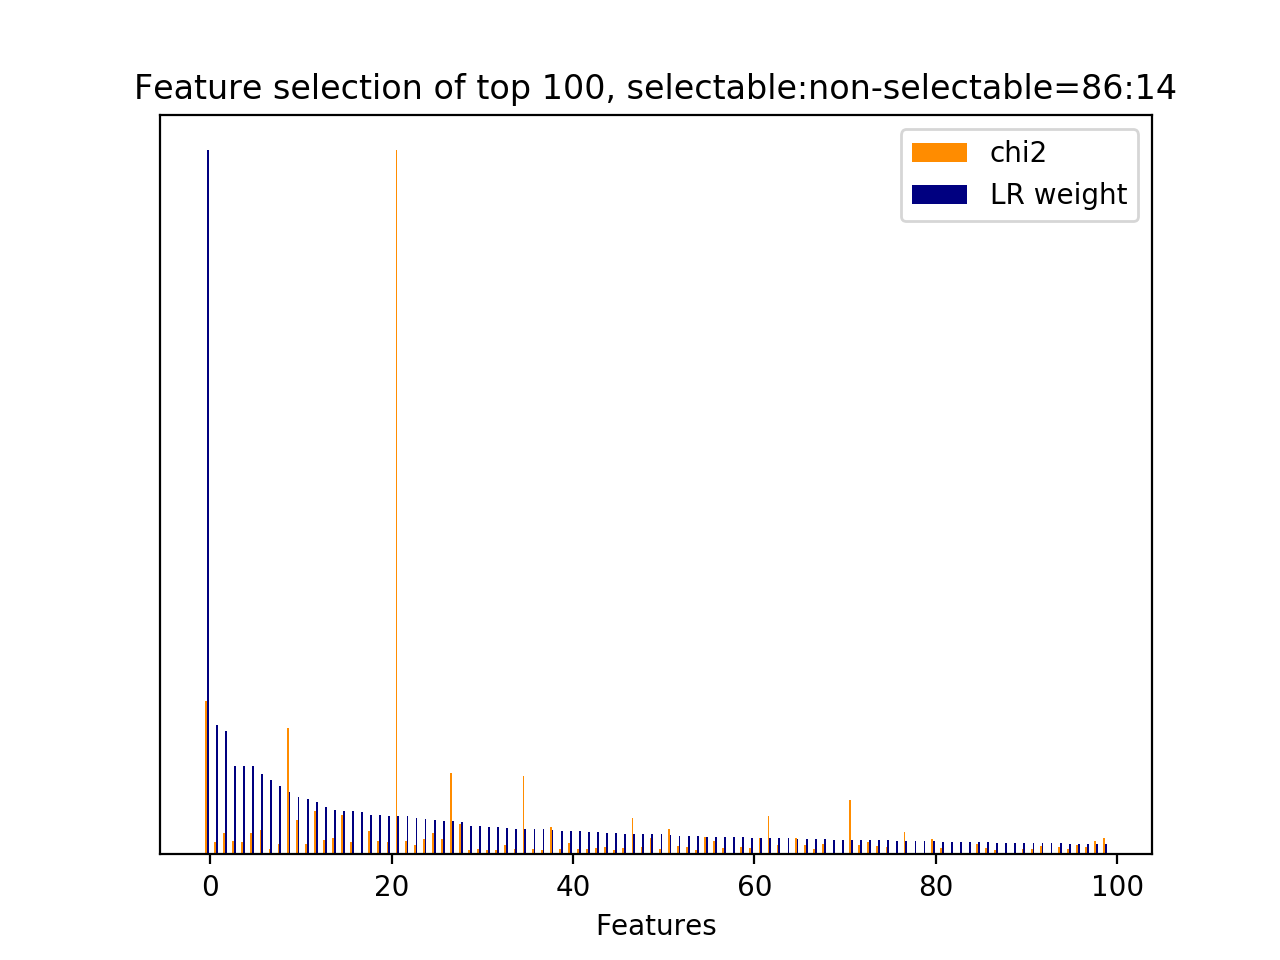 Feature selection of top 100, selectable:non-selectable=86:14
chi2
LR weight
0 20 40 60 80 100
Features